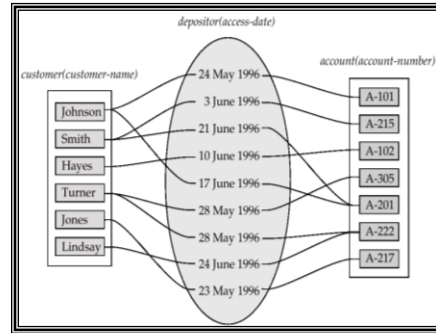 depositor(access-date)
account(account-number)
customer(customer-name)
Johnson
Smith
Hayes
Turner
Jones
Lindsay
24 May 1996
3 June 1996
21 June 1996
10 June 1996
17 June 1996
28 May 1996
28 May 1996
24 June 1996
23 May 1996
A-101
A-215
A-102
A-305
A-201
A-222
A-217